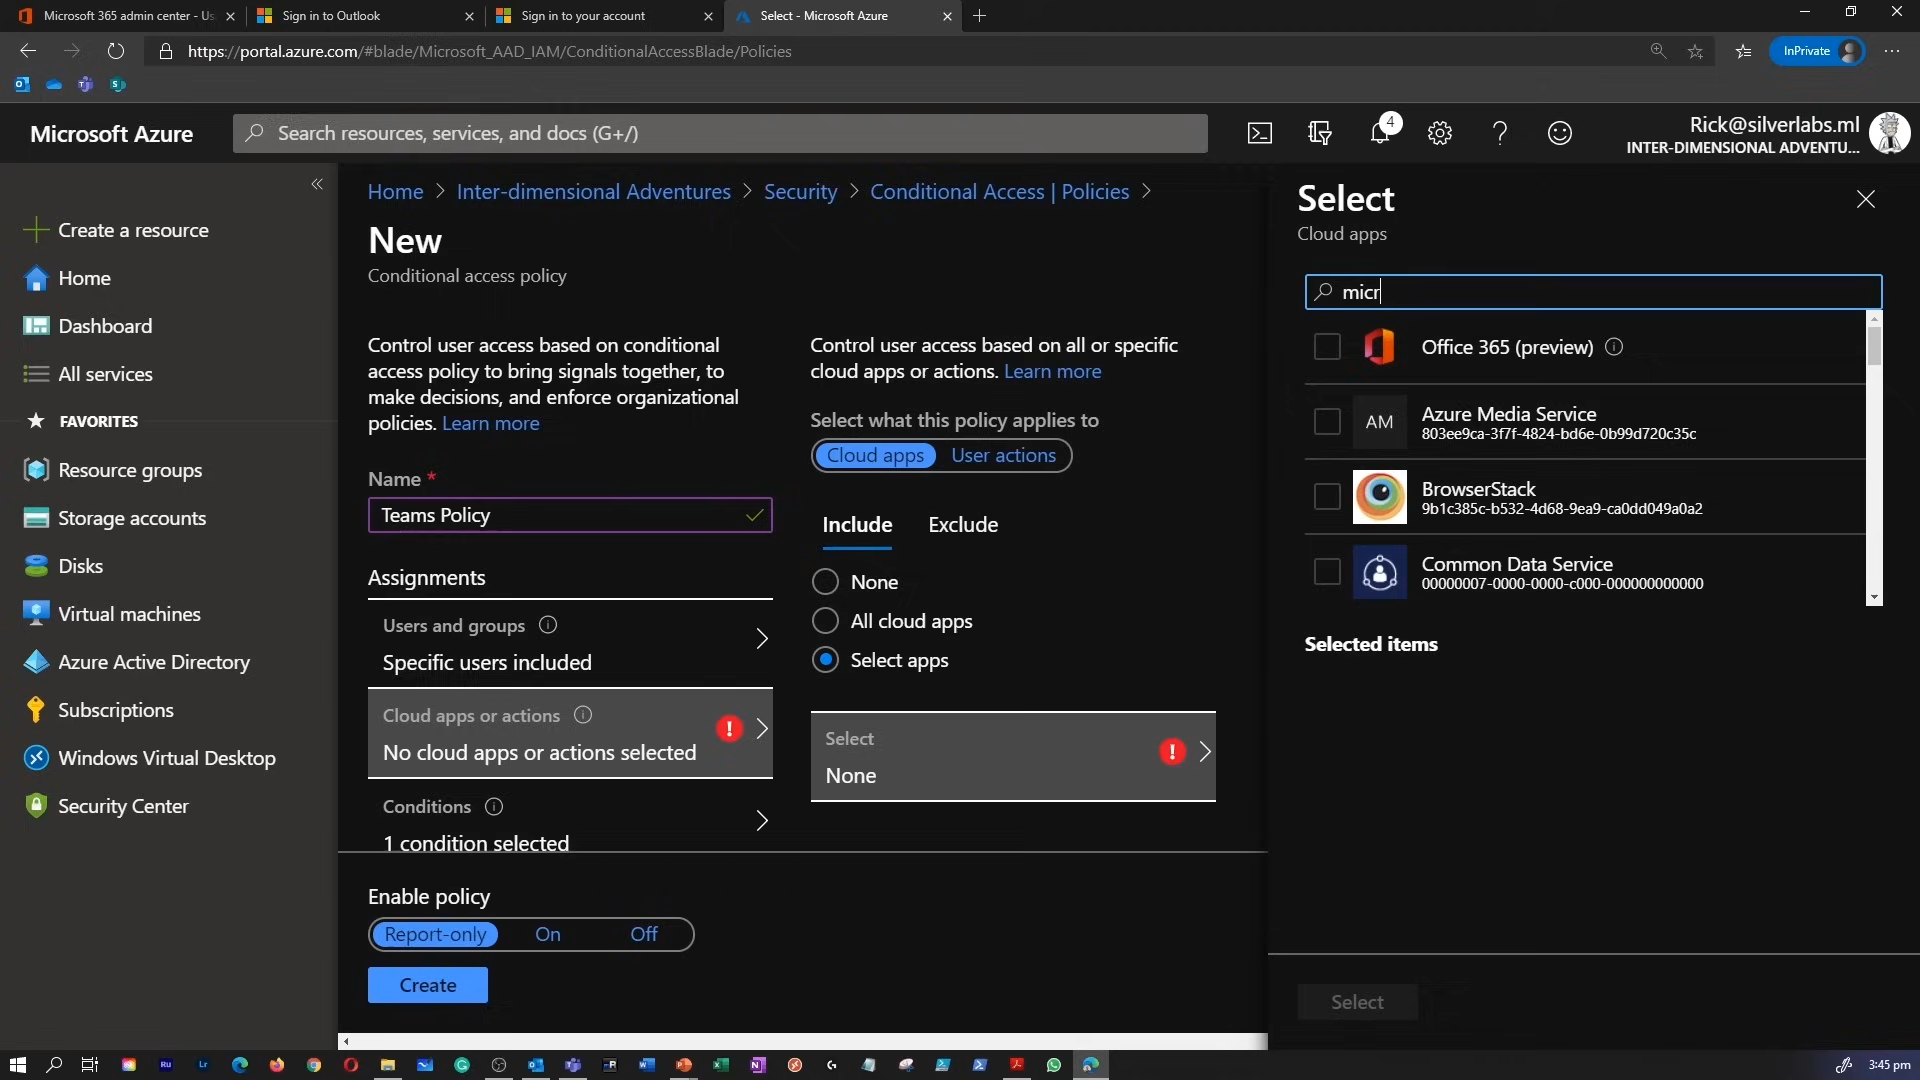 Microsoft 365 admin center - Us
Sign in to Outlook
Sign in to your account
Select - Microsoft Azure
https://portal.azure.com/#blade/Microsoft_AAD_IAM/ConditionalAccessBlade/Policies
InPrivate
Microsoft Azure
Search resources, services, and docs (G+/)
4
Rick@silverlabs.ml
INTER-DIMENSIONAL ADVENTU...
Create a resource
Home
Dashboard
All services
FAVORITES
Resource groups
Storage accounts
Disks
Virtual machines
Azure Active Directory
Subscriptions
Windows Virtual Desktop
Security Center
Home > Inter-dimensional Adventures > Security > Conditional Access | Policies >
New
Conditional access policy
Control user access based on conditional
access policy to bring signals together, to
make decisions, and enforce organizational
policies. Learn more
Name *
Teams Policy
Assignments
Users and groups
Specific users included
Cloud apps or actions
No cloud apps or actions selected
Conditions
1 condition selected
Enable policy
Report-only On Off
Create
Control user access based on all or specific
cloud apps or actions. Learn more
Select what this policy applies to
Cloud apps User actions
Include Exclude
None
All cloud apps
Select apps
Select
None
Select
Cloud apps
micr
Office 365 (preview)
AM
Azure Media Service
803ee9ca-3f7f-4824-bd6e-0b99d720c35c
BrowserStack
9b1c385c-b532-4d68-9ea9-ca0dd049a0a2
Common Data Service
00000007-0000-0000-c000-000000000000
Selected items
Select
3:45 pm